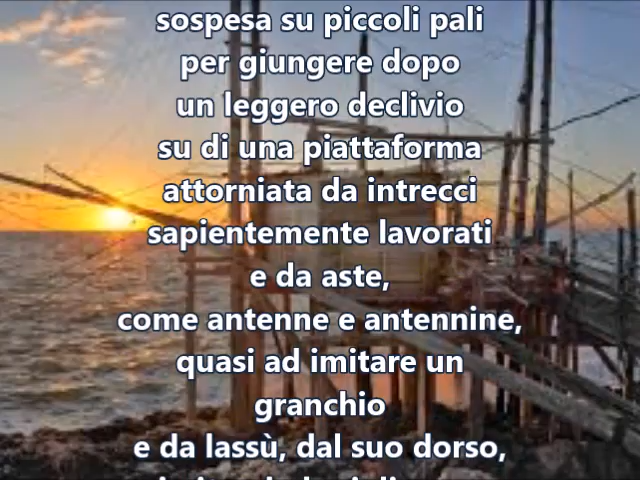 sospesa su piccoli pali
per giungere dopo
un leggero declivio
su di una piattaforma
attorniata da intrecci
sapientemente lavorati
e da aste,
come antenne e antennine,
quasi ad imitare un
granchio
e da lassù, dal suo dorso,